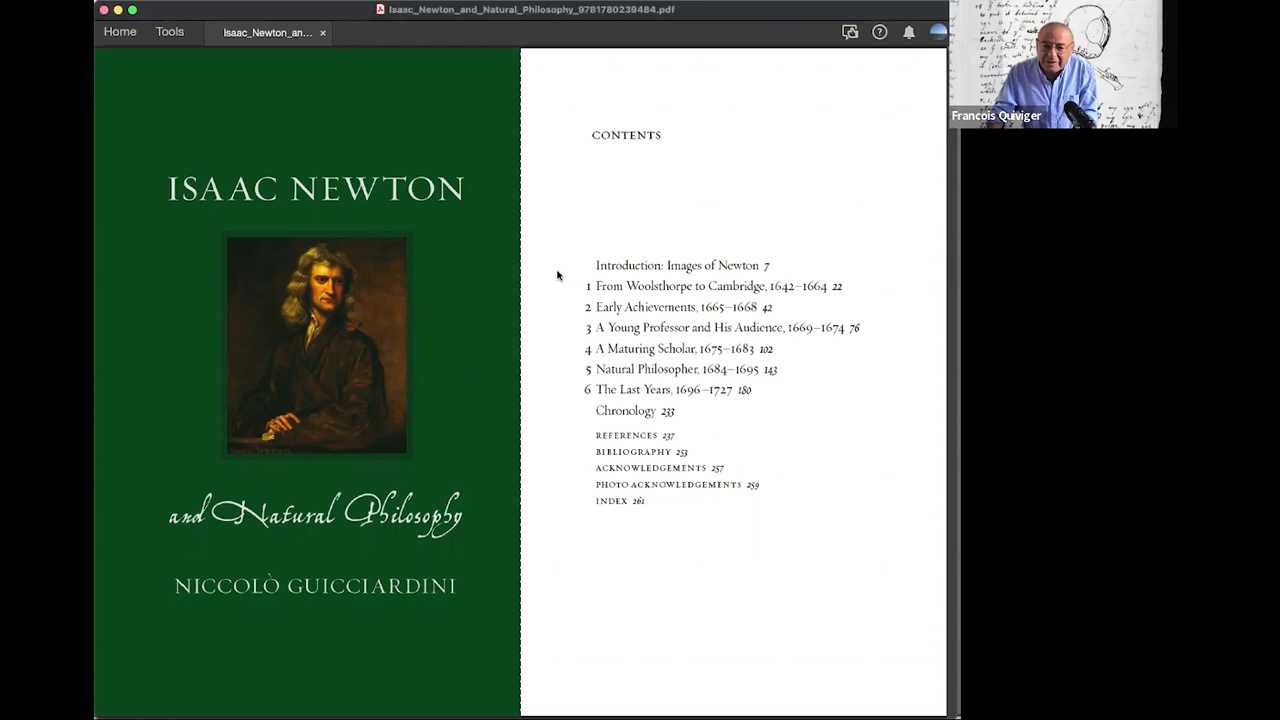 Isaac_Newton_and_Natural_Philosophy_9781780239484.pdf
Home Tools Isaac_Newton_an... ×
Francois Quiviger
ISAAC NEWTON
and Natural Philosophy
NICCOLÒ GUICCIARDINI
CONTENTS
Introduction: Images of Newton 7
1 From Woolsthorpe to Cambridge, 1642–1664 22
2 Early Achievements, 1665–1668 42
3 A Young Professor and His Audience, 1669–1674 76
4 A Maturing Scholar, 1675–1683 102
5 Natural Philosopher, 1684–1695 143
6 The Last Years, 1696–1727 180
Chronology 233
REFERENCES 237
BIBLIOGRAPHY 253
ACKNOWLEDGEMENTS 257
PHOTO ACKNOWLEDGEMENTS 259
INDEX 261